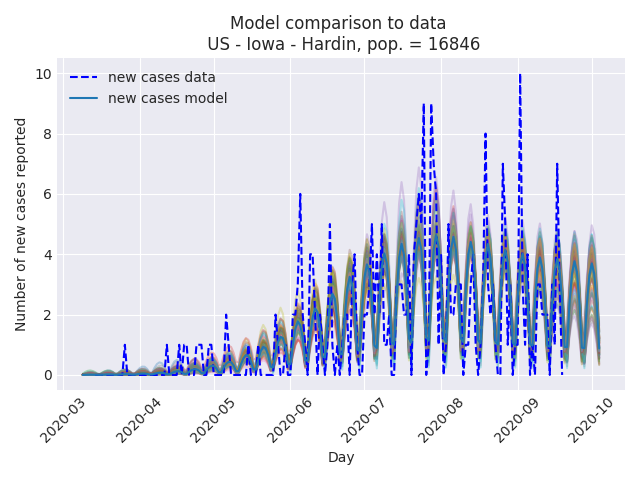 Model comparison to data
US - Iowa - Hardin, pop. = 16846
new cases data
new cases model
Number of new cases reported
10
8
6
4
2
0
2020-03
2020-04
2020-05
2020-06
2020-07
2020-08
2020-09
2020-10
Day